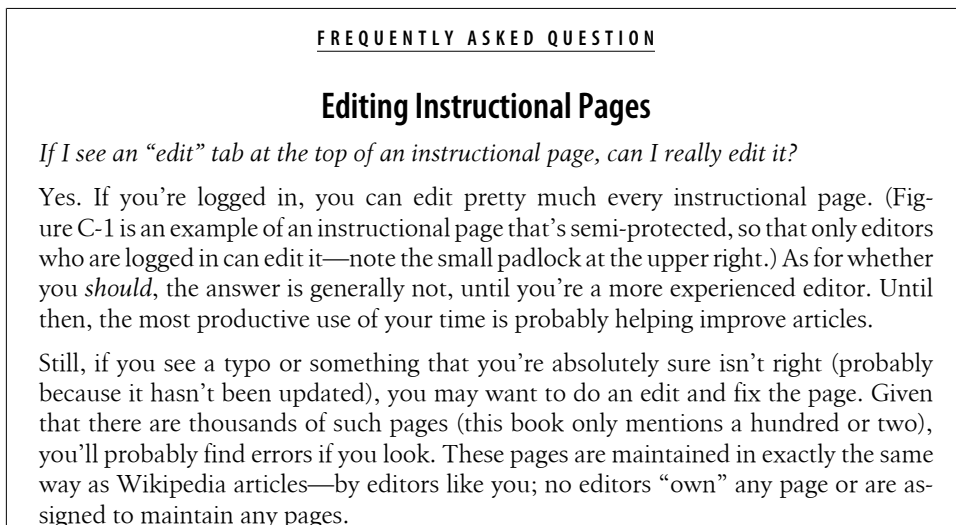 FREQUENTLY ASKED QUESTION
Editing Instructional Pages
If I see an “edit” tab at the top of an instructional page, can I really edit it?
Yes. If you’re logged in, you can edit pretty much every instructional page. (Fig-
ure C-1 is an example of an instructional page that’s semi-protected, so that only editors
who are logged in can edit it—note the small padlock at the upper right.) As for whether
you should, the answer is generally not, until you’re a more experienced editor. Until
then, the most productive use of your time is probably helping improve articles.
Still, if you see a typo or something that you’re absolutely sure isn’t right (probably
because it hasn’t been updated), you may want to do an edit and fix the page. Given
that there are thousands of such pages (this book only mentions a hundred or two),
you’ll probably find errors if you look. These pages are maintained in exactly the same
way as Wikipedia articles—by editors like you; no editors “own” any page or are as-
signed to maintain any pages.